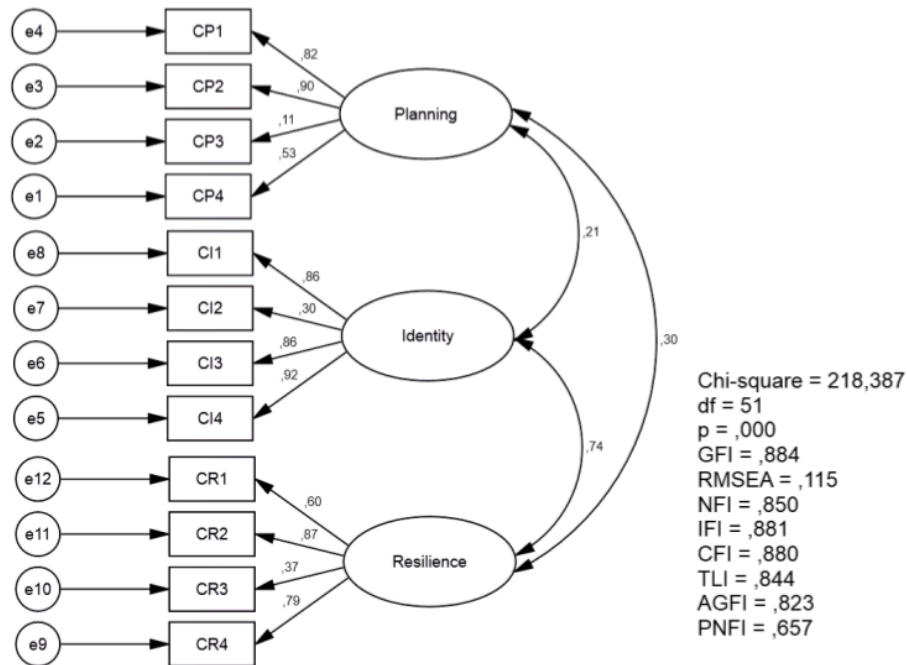 e4
CP1
,82
e3
CP2
,90
Planning
e2
CP3
,11
,53
e1
CP4
e8
CI1
,21
,86
e7
CI2
,30
Identity
,30
e6
CI3
,86
,92
e5
CI4
,74
e12
CR1
,60
e11
CR2
,87
Resilience
e10
CR3
,37
,79
e9
CR4
Chi-square = 218,387
df = 51
p = ,000
GFI = ,884
RMSEA = ,115
NFI = ,850
IFI = ,881
CFI = ,880
TLI = ,844
AGFI = ,823
PNFI = ,657